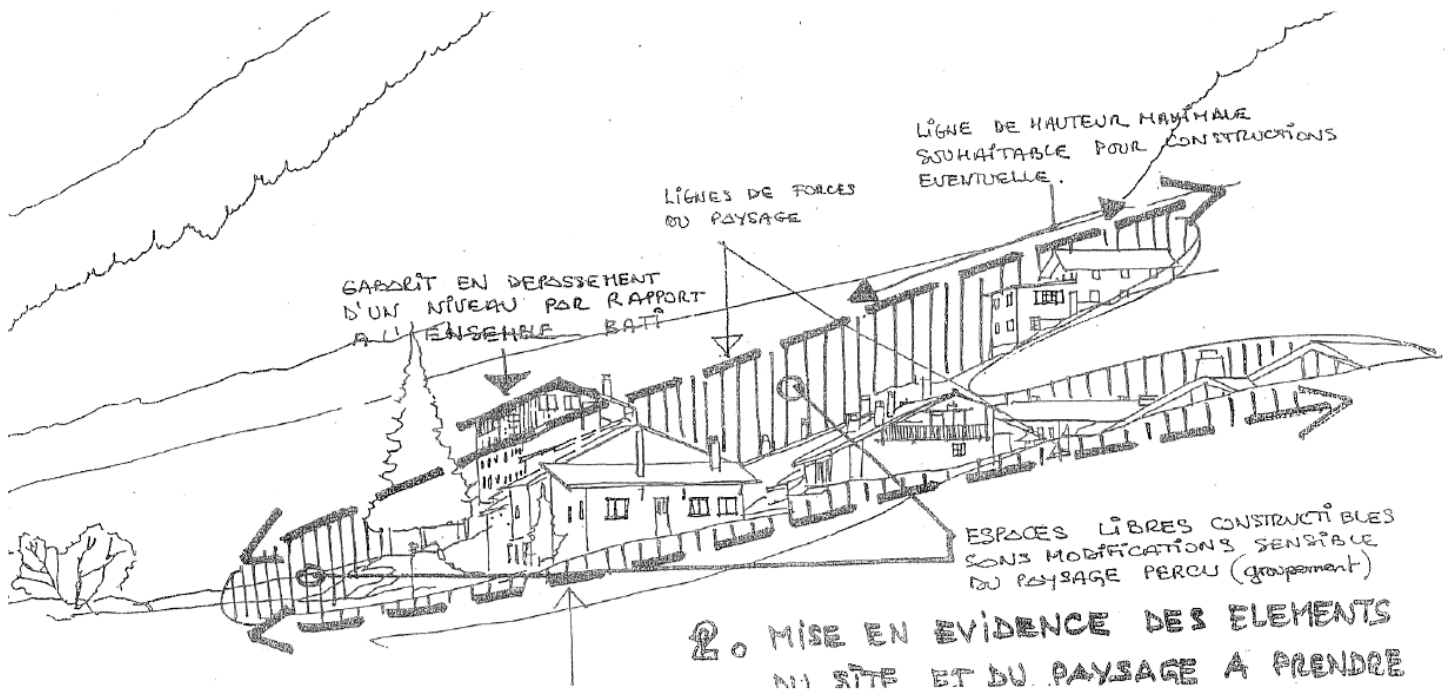 LIGNE DE HAUTEUR MAXIMALE
SOUHAITABLE POUR CONSTRUCTIONS
EVENTUELLE.
LIGNES DE FORCES
DU PAYSAGE
GABARIT EN DEPASSEMENT
D'UN NIVEAU PAR RAPPORT
A L'ENSEMBLE BATI
ESPACES LIBRES CONSTRUCTIBLES
SANS MODIFICATIONS SENSIBLE
DU PAYSAGE PERCU (groupement)
2. MISE EN EVIDENCE DES ELEMENTS
DU SITE ET DU PAYSAGE A PRENDRE